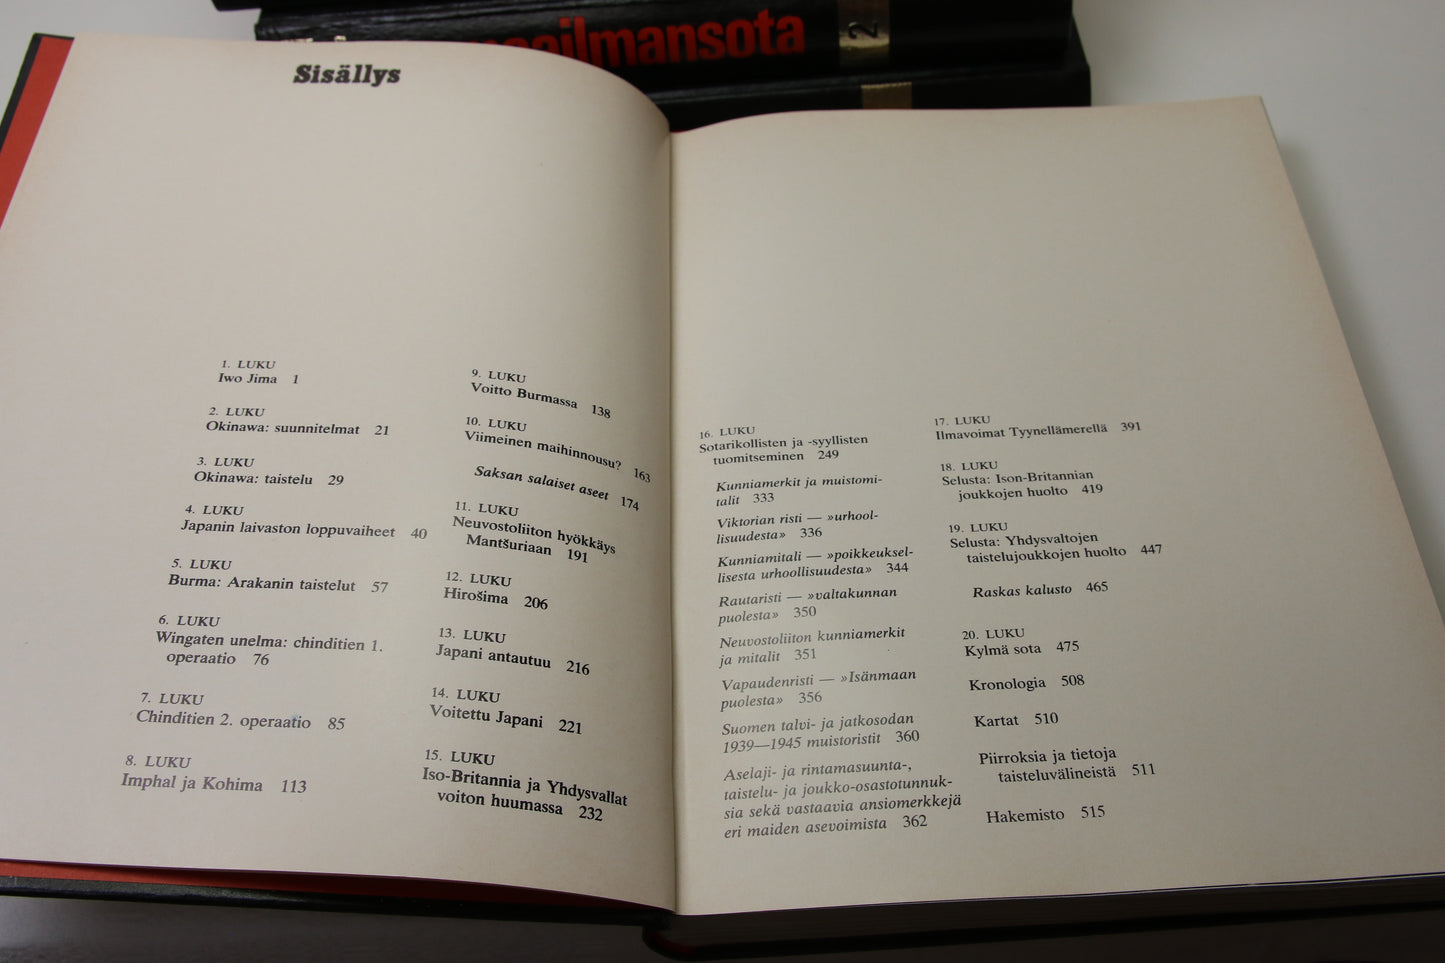 maailmansota
2
Sisällys
1. LUKU
Iwo Jima 1
2. LUKU
Okinawa: suunnitelmat 21
3. LUKU
Okinawa: taistelu 29
4. LUKU
Japanin laivaston loppuvaiheet 40
5. LUKU
Burma: Arakanin taistelut 57
6. LUKU
Wingaten unelma: chinditien 1.
operaatio 76
7. LUKU
Chinditien 2. operaatio 85
8. LUKU
Imphal ja Kohima 113
9. LUKU
Voitto Burmassa 138
10. LUKU
Viimeinen maihinnousu? 163
Saksan salaiset aseet 174
11. LUKU
Neuvostoliiton hyökkäys
Mantšuriaan 191
12. LUKU
Hirošima 206
13. LUKU
Japani antautuu 216
14. LUKU
Voitettu Japani 221
15. LUKU
Iso-Britannia ja Yhdysvallat
voiton huumassa 232
16. LUKU
Sotarikollisten ja -syyllisten
tuomitseminen 249
Kunniamerkit ja muistomi-
talit 333
Viktorian risti — »urhool-
lisuudesta» 336
Kunniamitali — »poikkeuksel-
lisesta urhoollisuudesta» 344
Rautaristi — »valtakunnan
puolesta» 350
Neuvostoliiton kunniamerkit
ja mitalit 351
Vapaudenristi — »Isänmaan
puolesta» 356
Suomen talvi- ja jatkosodan
1939—1945 muistoristit 360
Aselaji- ja rintamasuunta-,
taistelu- ja joukko-osastotunnuk-
sia sekä vastaavia ansiomerkkejä
eri maiden asevoimista 362
17. LUKU
Ilmavoimat Tyynellämerellä 391
18. LUKU
Selusta: Ison-Britannian
joukkojen huolto 419
19. LUKU
Selusta: Yhdysvaltojen
taistelujoukkojen huolto 447
Raskas kalusto 465
20. LUKU
Kylmä sota 475
Kronologia 508
Kartat 510
Piirroksia ja tietoja
taisteluvälineistä 511
Hakemisto 515